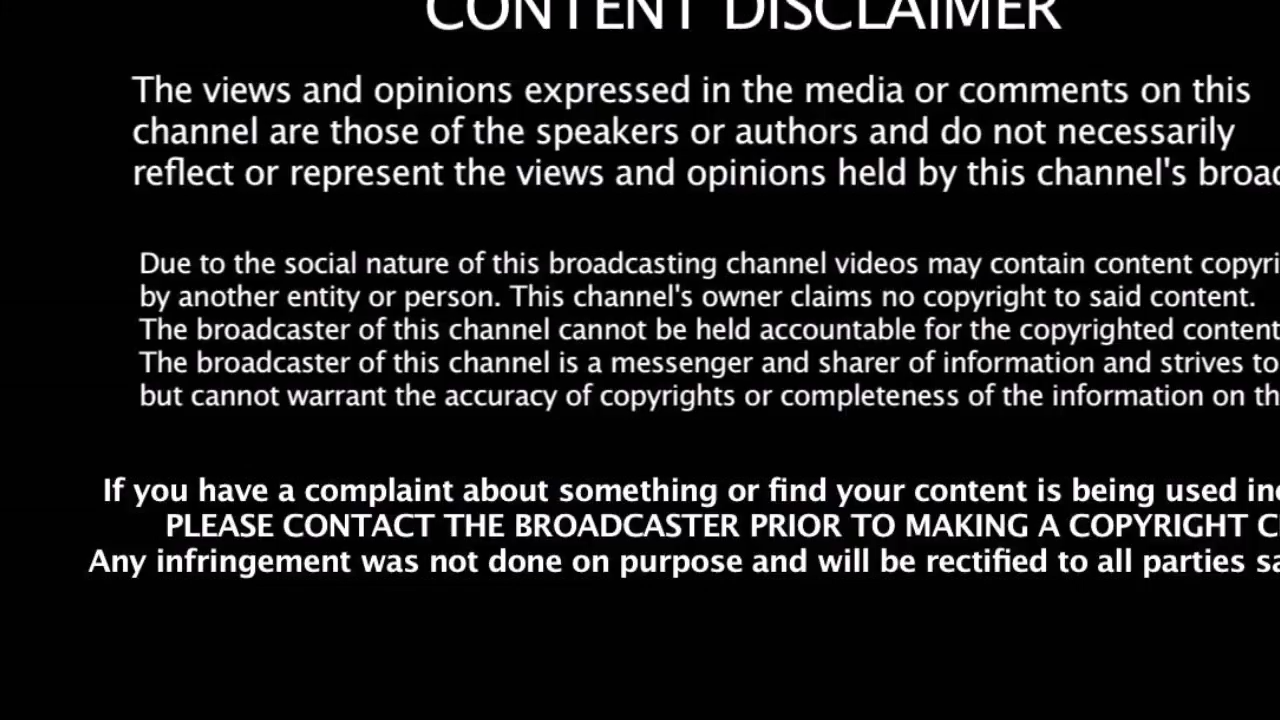 CONTENT DISCLAIMER
The views and opinions expressed in the media or comments on this
channel are those of the speakers or authors and do not necessarily
reflect or represent the views and opinions held by this channel's
Due to the social nature of this broadcasting channel videos may contain content
by another entity or person. This channel's owner claims no copyright to said content.
The broadcaster of this channel cannot be held accountable for the copyrighted content
The broadcaster of this channel is a messenger and sharer of information and strives to
but cannot warrant the accuracy of copyrights or completeness of the information on
If you have a complaint about something or find your content is being used
PLEASE CONTACT THE BROADCASTER PRIOR TO MAKING A COPYRIGHT
Any infringement was not done on purpose and will be rectified to all parties